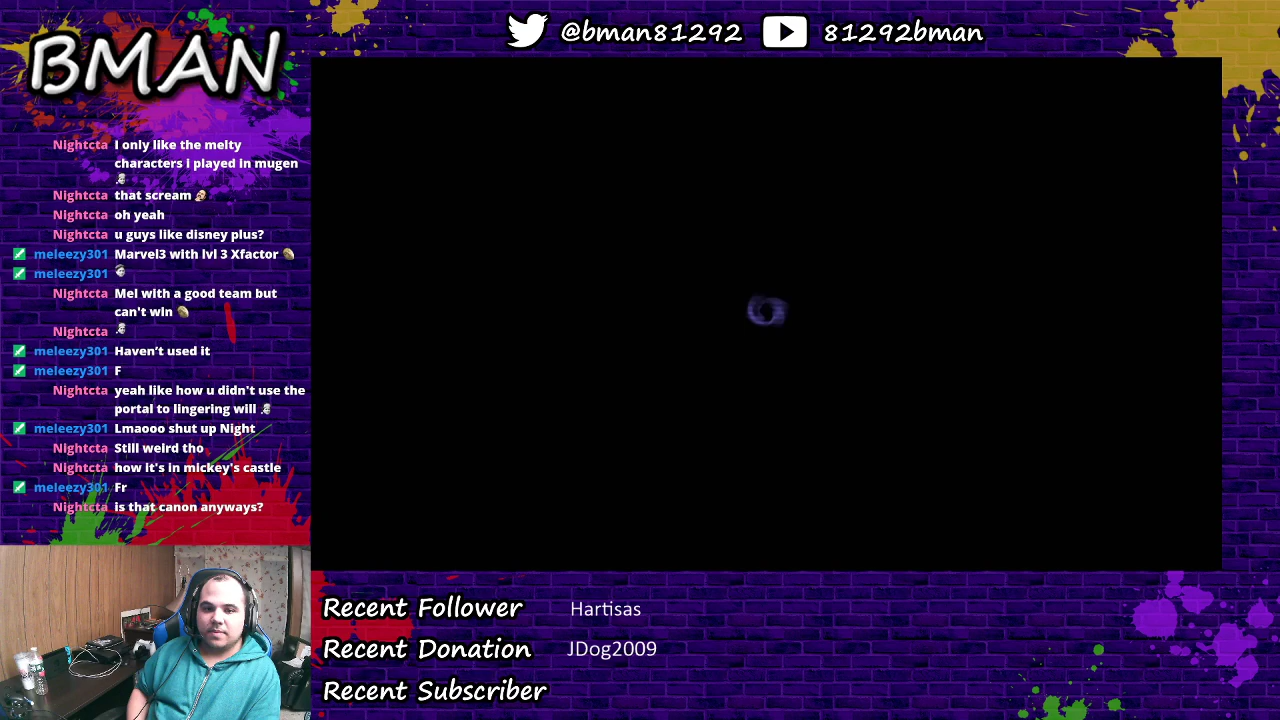 BMAN
@bman81292
81292bman
Nightcta I only like the melty
characters i played in mugen
Nightcta that scream
Nightcta oh yeah
Nightcta u guys like disney plus?
meleezy301 Marvel3 with lvl 3 Xfactor
meleezy301
Nightcta Mel with a good team but
can't win
Nightcta
meleezy301 Haven’t used it
meleezy301 F
Nightcta yeah like how u didn't use the
portal to lingering will
meleezy301 Lmaooo shut up Night
Nightcta Still weird tho
Nightcta how it's in mickey's castle
meleezy301 Fr
Nightcta is that canon anyways?
Recent Follower Hartisas
Recent Donation JDog2009
Recent Subscriber